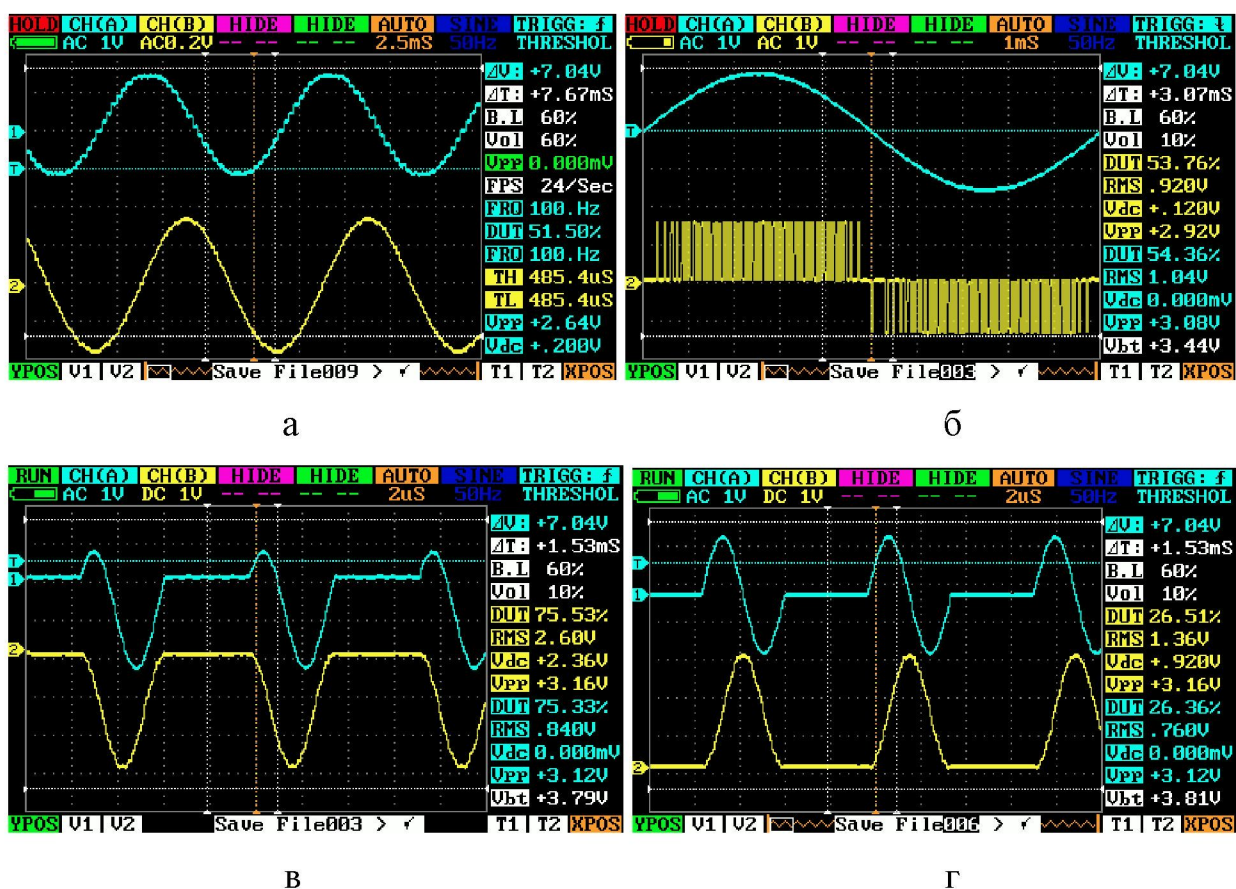 HOLD CH(A) CH(B) HIDE HIDE AUTO SINE TRIGG: ƒ
AC 1V AC0.2V -- -- -- -- 2.5mS 50Hz THRESHOL
⊿V: +7.04V
⊿T: +7.67mS
B.L 60%
1
Vol 60%
T
Vpp 0.000mV
FPS 24/Sec
FRQ 100.Hz
DUT 51.50%
FRQ 100.Hz
TH 485.4uS
2
TL 485.4uS
Vpp +2.64V
Vdc +.200V
YPOS V1 V2 Save File009 > ✓ T1 T2 XPOS
а
HOLD CH(A) CH(B) HIDE HIDE AUTO SINE TRIGG:
AC 1V AC 1V -- -- -- -- 1mS 50Hz THRESHOL
⊿V: +7.04V
⊿T: +3.07mS
B.L 60%
T
Vol 10%
DUT 53.76%
RMS .920V
Vdc +.120V
Vpp +2.92V
DUT 54.36%
2
RMS 1.04V
Vdc 0.000mV
Vpp +3.08V
Vbt +3.44V
YPOS V1 V2 Save File003 > ✓ T1 T2 XPOS
б
RUN CH(A) CH(B) HIDE HIDE AUTO SINE TRIGG: ƒ
AC 1V DC 1V -- -- -- -- 2uS 50Hz THRESHOL
⊿V: +7.04V
⊿T: +1.53mS
T
B.L 60%
1
Vol 10%
DUT 75.53%
RMS 2.60V
2
Vdc +2.36V
Vpp +3.16V
DUT 75.33%
RMS .840V
Vdc 0.000mV
Vpp +3.12V
Vbt +3.79V
YPOS V1 V2 Save File003 > ✓ T1 T2 XPOS
в
RUN CH(A) CH(B) HIDE HIDE AUTO SINE TRIGG: ƒ
AC 1V DC 1V -- -- -- -- 2uS 50Hz THRESHOL
⊿V: +7.04V
⊿T: +1.53mS
T
B.L 60%
1
Vol 10%
DUT 26.51%
RMS 1.36V
Vdc +.920V
Vpp +3.16V
DUT 26.36%
RMS .760V
Vdc 0.000mV
2
Vpp +3.12V
Vbt +3.81V
YPOS V1 V2 Save File006 > ✓ T1 T2 XPOS
г